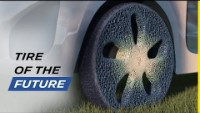 TIRE
OF THE
FUTURE